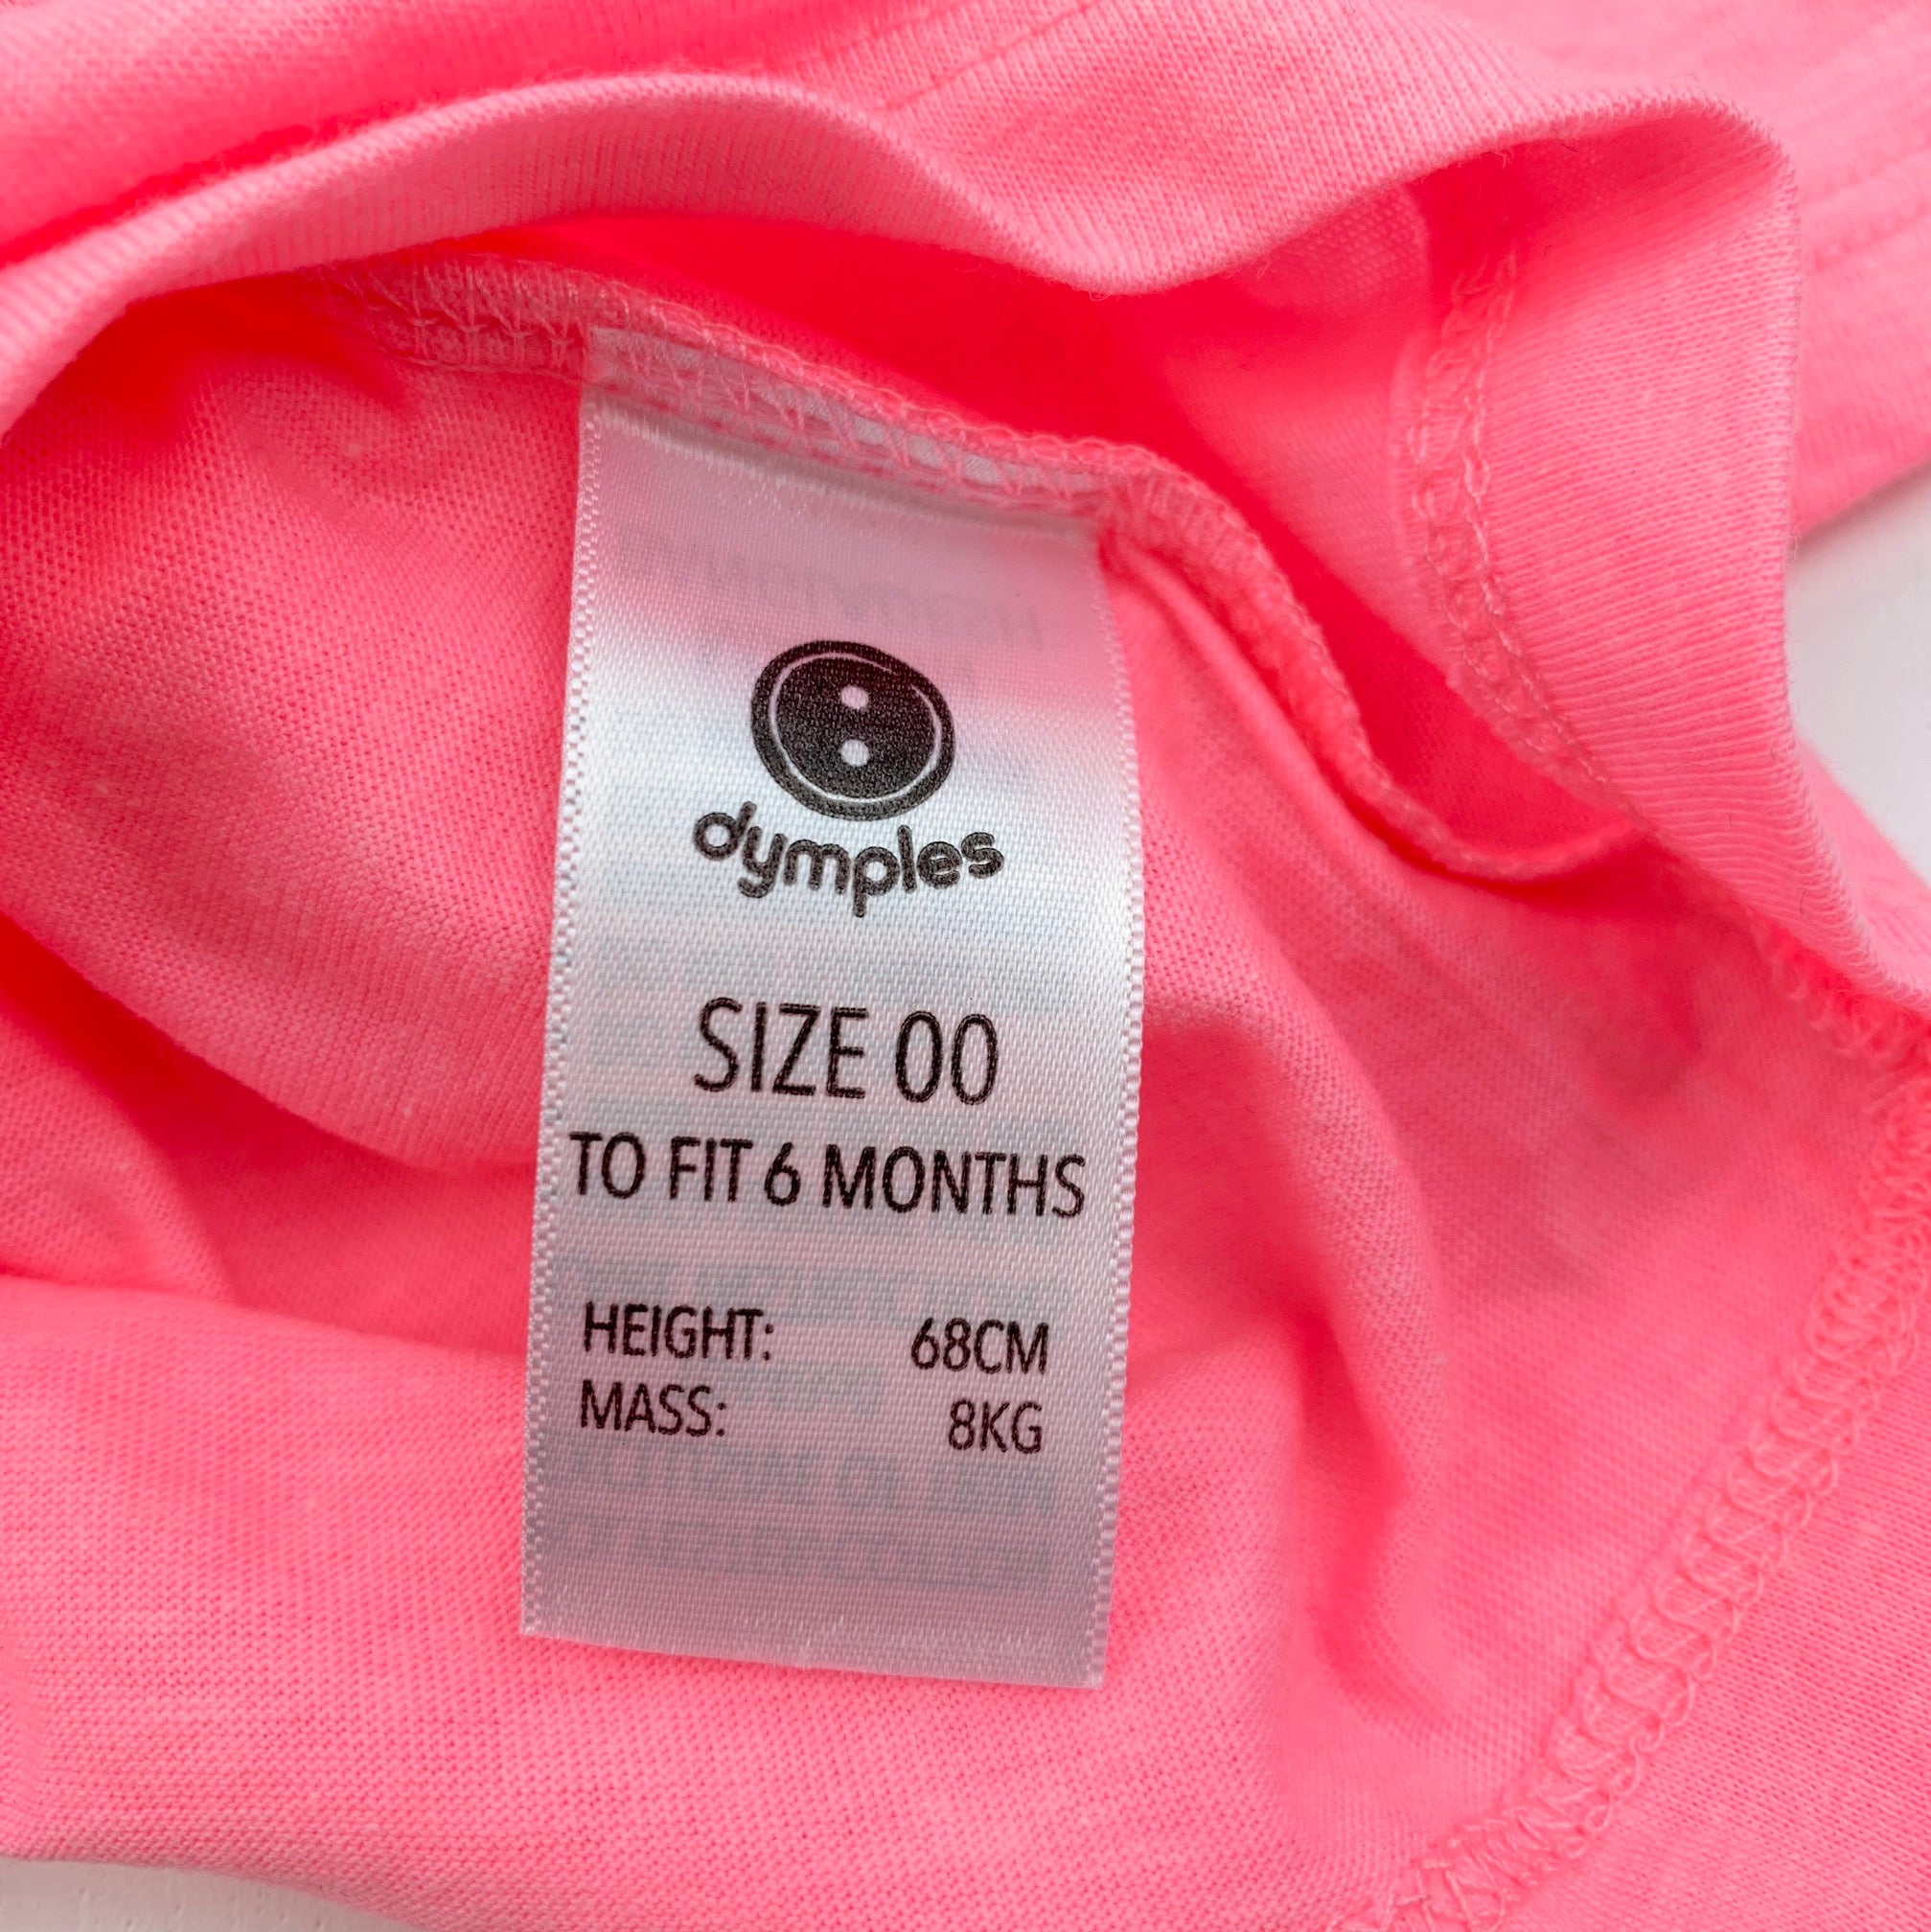 dymples
SIZE 00
TO FIT 6 MONTHS
HEIGHT: 68CM
MASS: 8KG